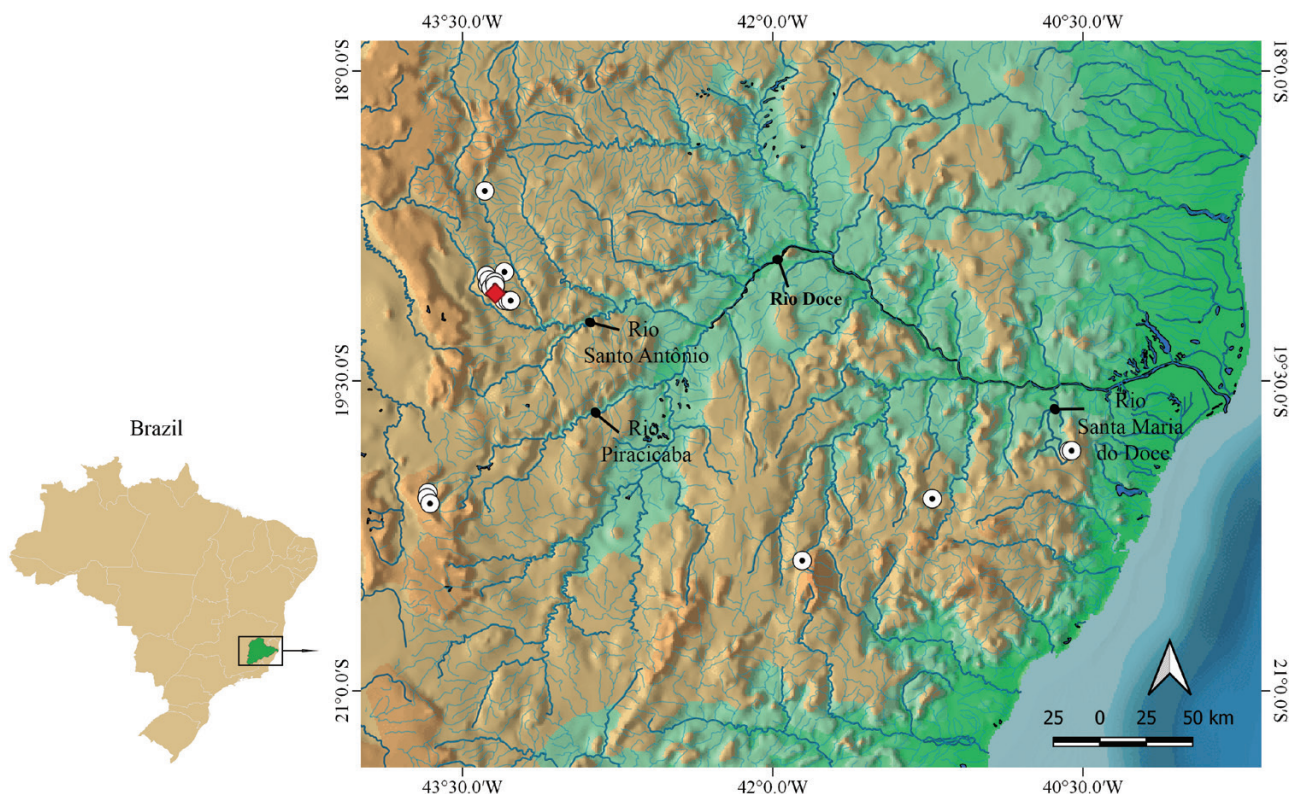 43°30.0'W 42°0.0'W 40°30.0'W
18°0.0'S
18°0.0'S
Rio Doce
Rio
Santo Antônio
19°30.0'S
19°30.0'S
Rio
Santa Maria
do Doce
Rio
Piracicaba
Brazil
21°0.0'S
21°0.0'S
25 0 25 50 km
43°30.0'W 42°0.0'W 40°30.0'W